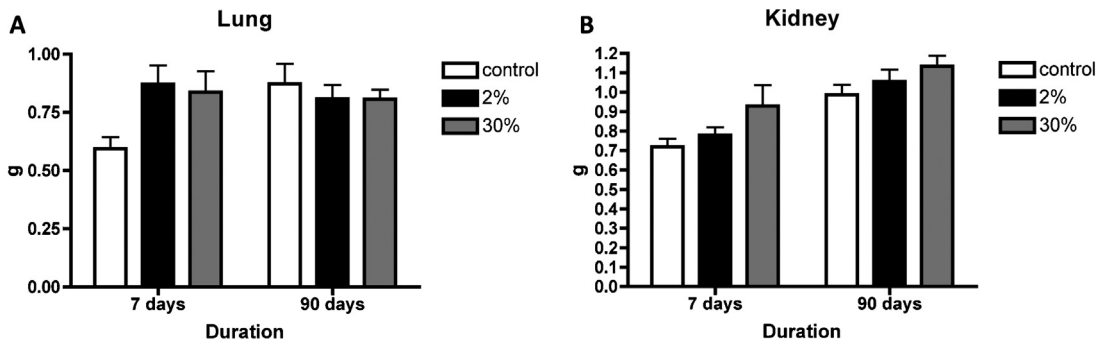 A
Lung
1.00
0.75
0.50
0.25
0.00
g
7 days
90 days
Duration
control
2%
30%
B
Kidney
1.2
1.1
1.0
0.9
0.8
0.7
0.6
0.5
0.4
0.3
0.2
0.1
0.0
g
7 days
90 days
Duration
control
2%
30%